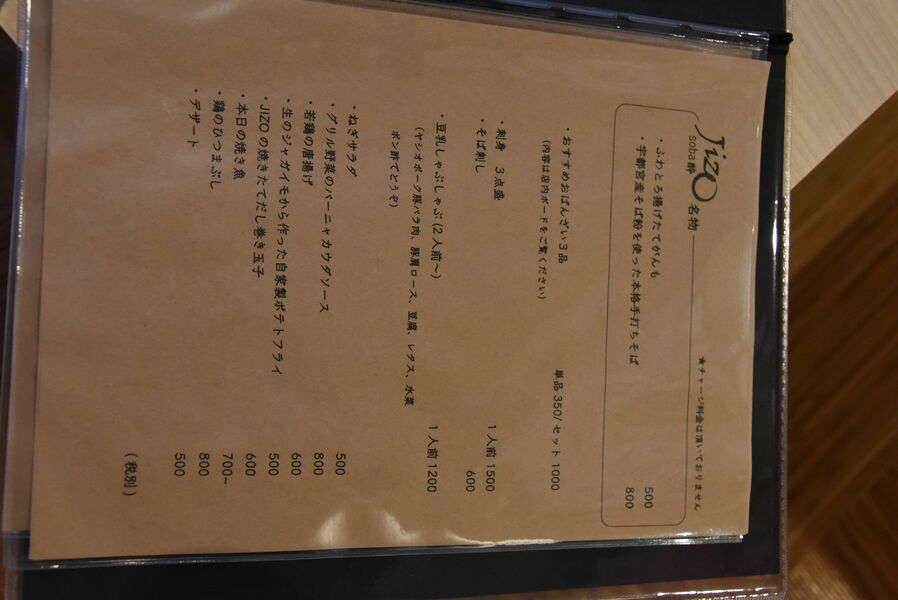 ★チャージ料金は頂いておりません
JizO 名物
soba酔
・ふわとろ揚げたてがんも 500
・宇都宮産そば粉を使った本格手打ちそば 800
・おすすめおばんざい3品 単品 350/セット 1000
(内容は店内ボードをご覧ください)
・刺身 3点盛 1人前 1500
・そば刺し 600
・豆乳しゃぶしゃぶ(2人前~) 1人前 1200
(ヤシオポーク豚バラ肉、豚肩ロース、豆腐、レタス、水菜
ポン酢でどうぞ)
・ねぎサラダ 500
・グリル野菜のバーニャカウダソース 800
・若鶏の唐揚げ 600
・生のジャガイモから作った自家製ポテトフライ 500
・JIZOの焼きたてだし巻き玉子 600
・本日の焼き魚 700~
・鶏のひつまぶし 800
・デザート 500
(税別)